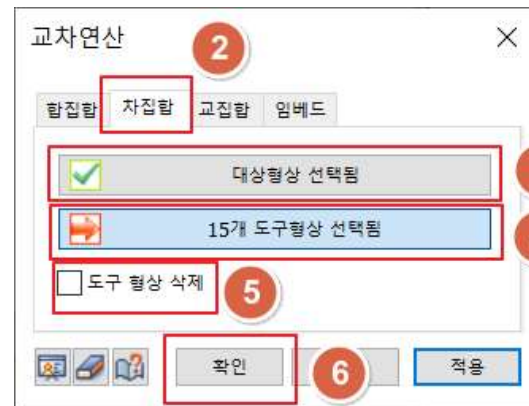 교차연산
2
합집합 차집합 교집합 임베드
대상형상 선택됨
15개 도구형상 선택됨
도구 형상 삭제
5
확인
6
적용